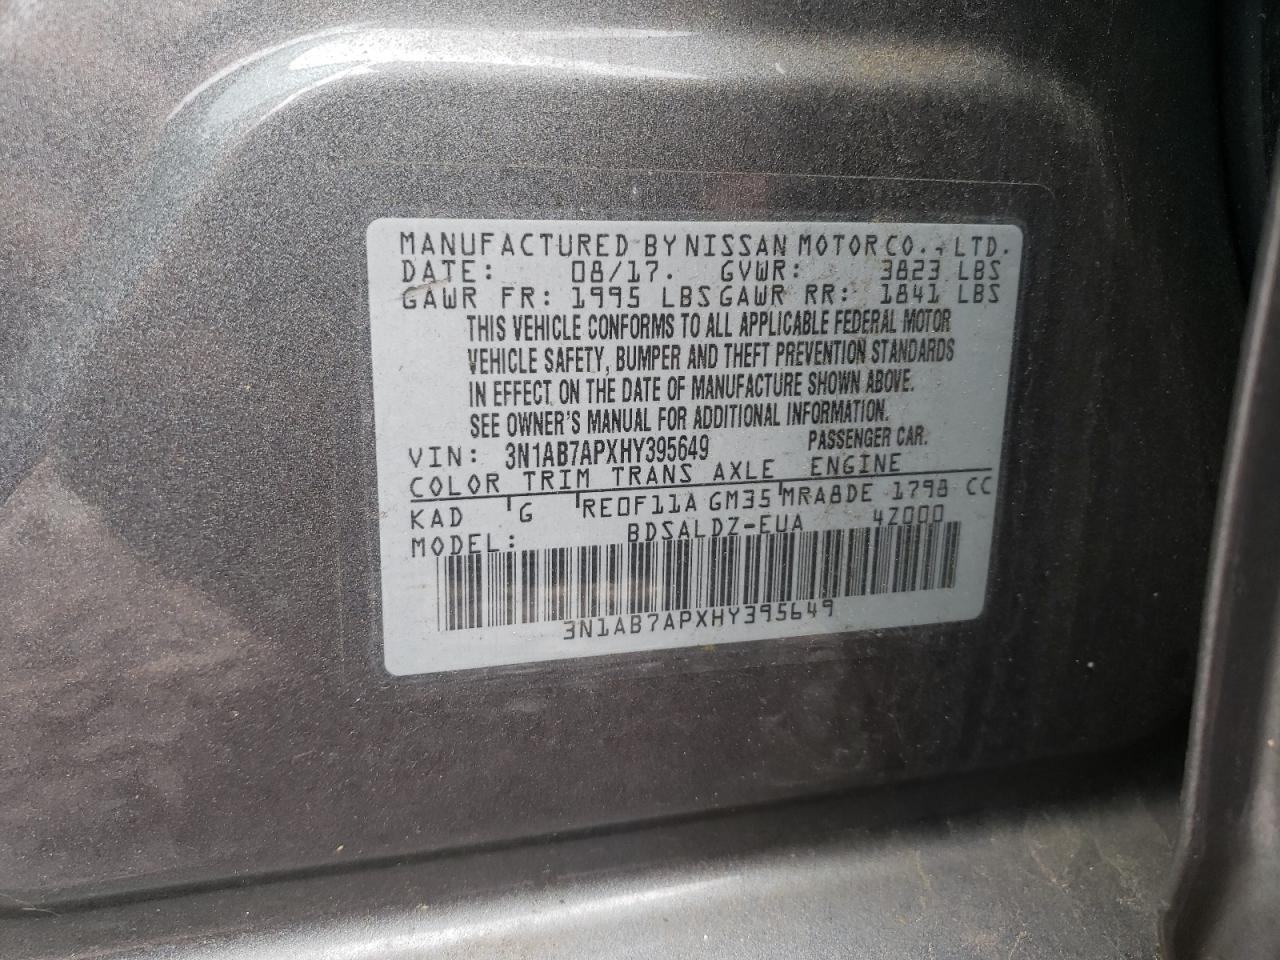 MANUFACTURED BY NISSAN MOTOR CO., LTD.
DATE: 08/17. GVWR: 3823 LBS
GAWR FR: 1995 LBS GAWR RR: 1841 LBS
THIS VEHICLE CONFORMS TO ALL APPLICABLE FEDERAL MOTOR
VEHICLE SAFETY, BUMPER AND THEFT PREVENTION STANDARDS
IN EFFECT ON THE DATE OF MANUFACTURE SHOWN ABOVE.
SEE OWNER'S MANUAL FOR ADDITIONAL INFORMATION.
VIN: 3N1AB7APXHY395649 PASSENGER CAR.
COLOR TRIM TRANS AXLE ENGINE
KAD G RE0F11A GM35 MRA8DE 1798 CC
MODEL: BDSALDZ-EUA 4Z000
3N1AB7APXHY395649